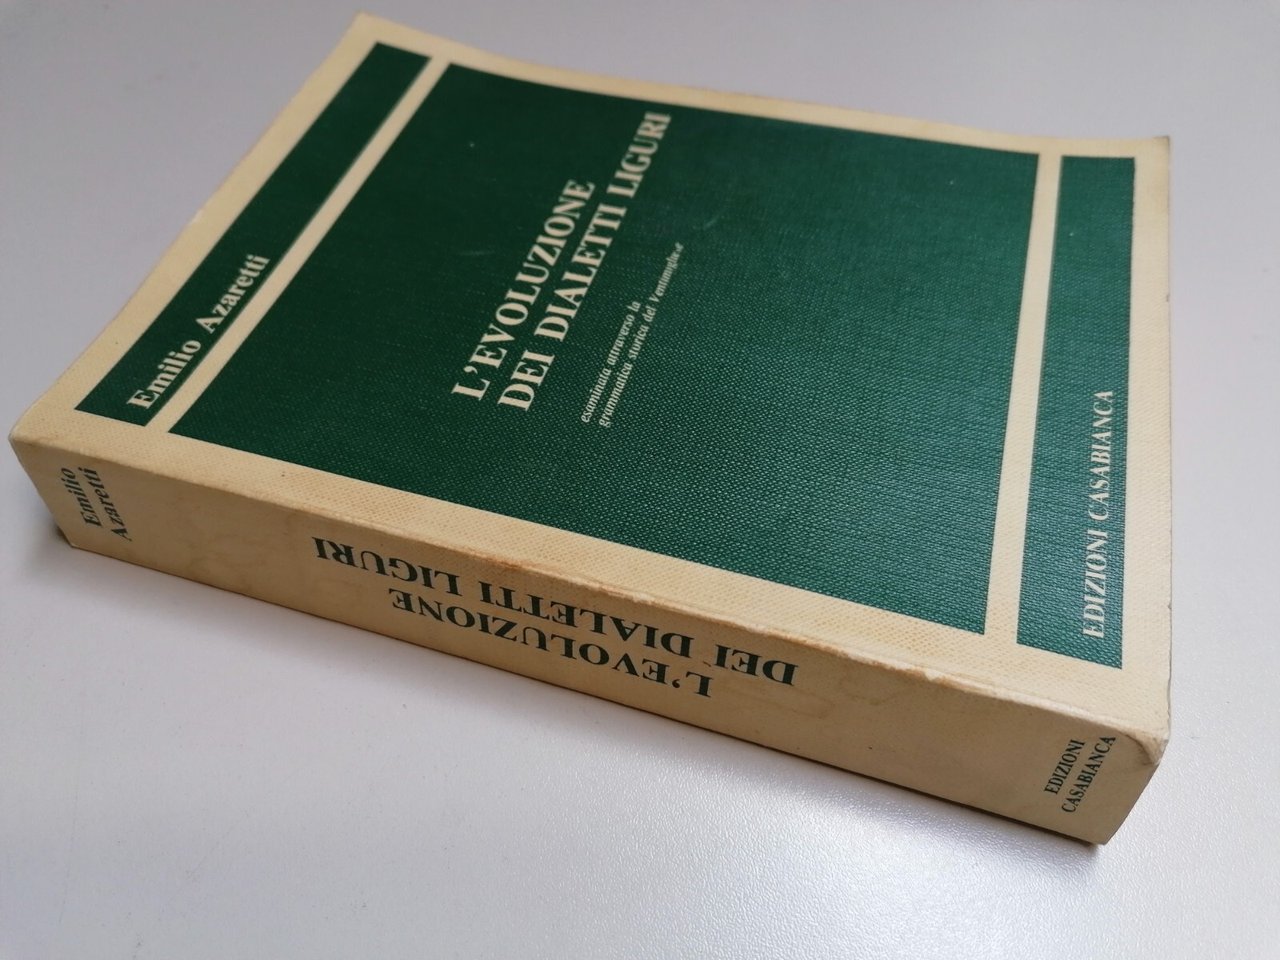 Emilio Azaretti
L'EVOLUZIONE
DEI DIALETTI LIGURI
esaminata attraverso la
grammatica storica del Ventimigliese
EDIZIONI CASABIANCA
Emilio
Azaretti
L'EVOLUZIONE
DEI DIALETTI LIGURI
EDIZIONI
CASABIANCA